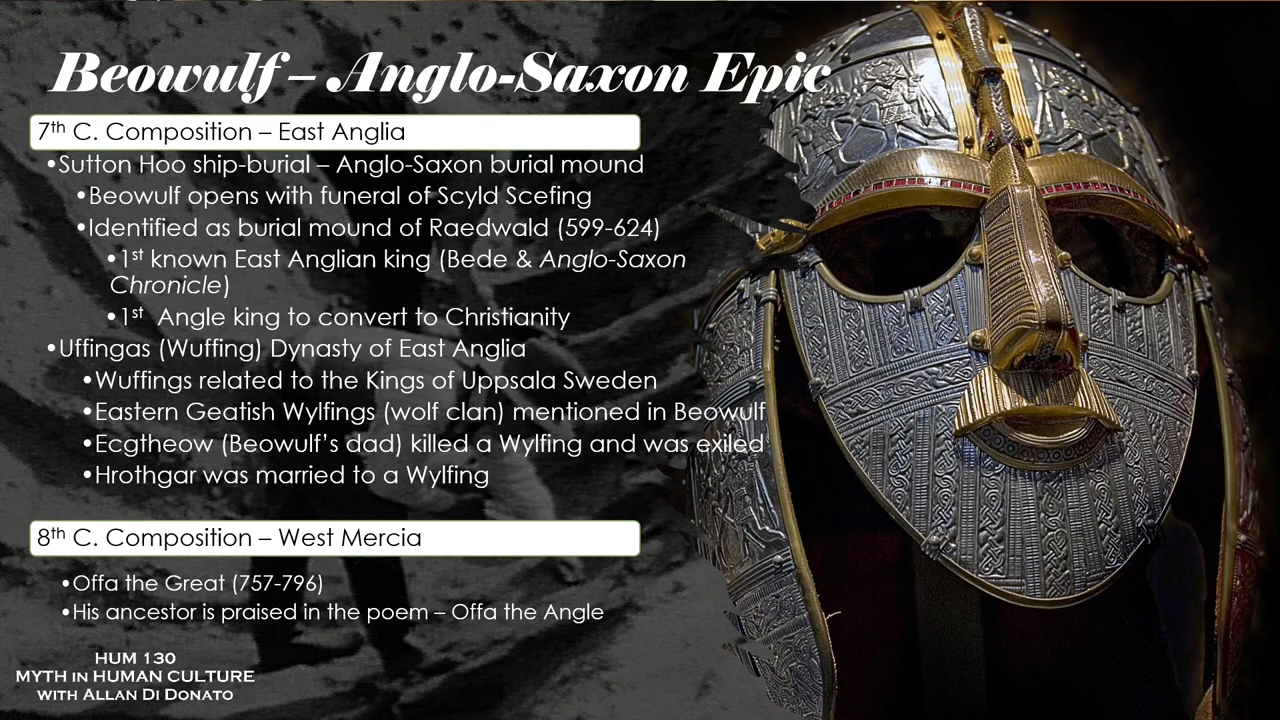 Beowulf – Anglo-Saxon Epic
7th C. Composition – East Anglia
•Sutton Hoo ship-burial – Anglo-Saxon burial mound
•Beowulf opens with funeral of Scyld Scefing
•Identified as burial mound of Raedwald (599-624)
•1st known East Anglian king (Bede & Anglo-Saxon
Chronicle)
•1st Angle king to convert to Christianity
•Uffingas (Wuffing) Dynasty of East Anglia
•Wuffings related to the Kings of Uppsala Sweden
•Eastern Geatish Wylfings (wolf clan) mentioned in Beowulf
•Ecgtheow (Beowulf’s dad) killed a Wylfing and was exiled
•Hrothgar was married to a Wylfing
8th C. Composition – West Mercia
•Offa the Great (757-796)
•His ancestor is praised in the poem – Offa the Angle
HUM 130
MYTH in HUMAN CULTURE
WITH ALLAN DI DONATO